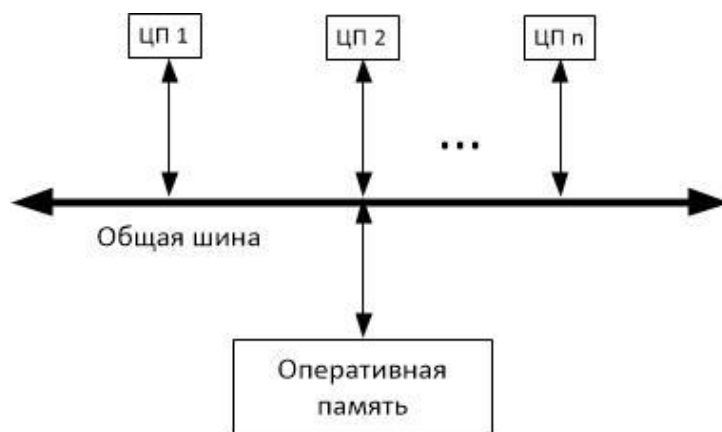 ЦП 1
ЦП 2
ЦП n
...
Общая шина
Оперативная
память